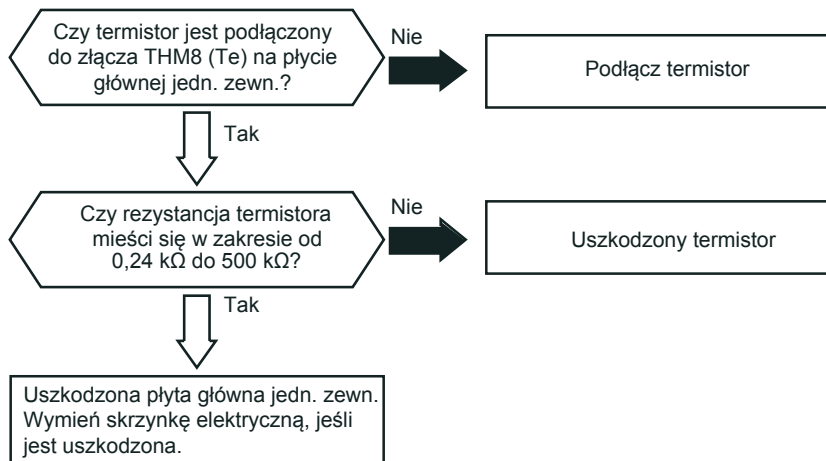 Czy termistor jest podłączony
do złącza THM8 (Te) na płycie
głównej jedn. zewn.?
Nie
Podłącz termistor
Tak
Czy rezystancja termistora
mieści się w zakresie od
0,24 kΩ do 500 kΩ?
Nie
Uszkodzony termistor
Tak
Uszkodzona płyta główna jedn. zewn.
Wymień skrzynkę elektryczną, jeśli
jest uszkodzona.